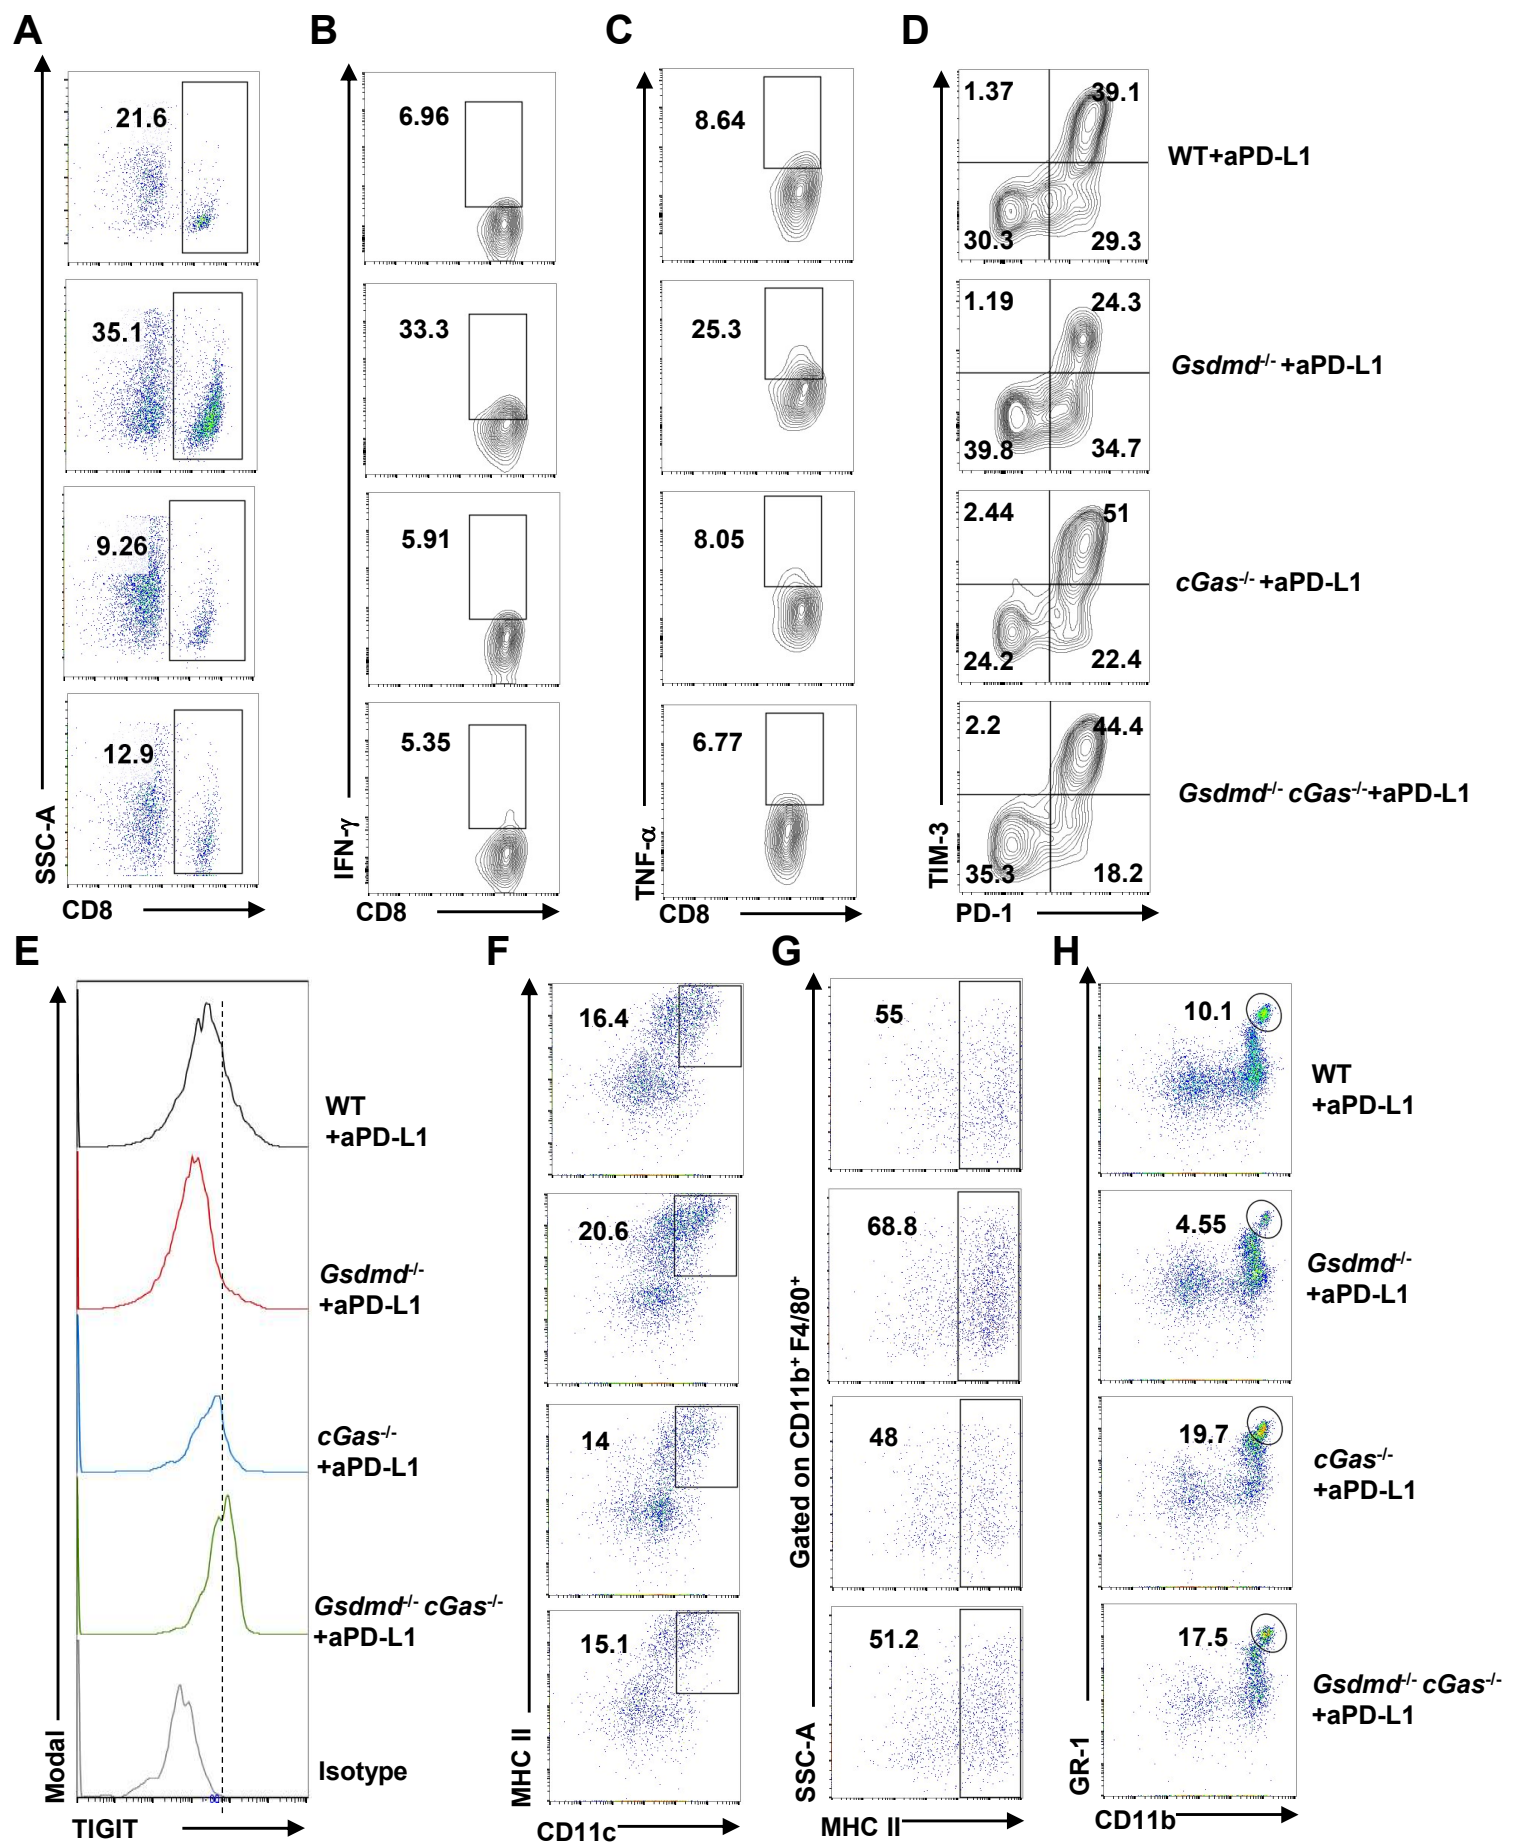 A
B
C
D
SSC-A
21.6
35.1
9.26
12.9
CD8
IFN-γ
6.96
33.3
5.91
5.35
CD8
TNF-α
8.64
25.3
8.05
6.77
CD8
TIM-3
1.37
39.1
30.3
29.3
1.19
24.3
39.8
34.7
2.44
51
24.2
22.4
2.2
44.4
35.3
18.2
PD-1
WT+aPD-L1
Gsdmd-/- +aPD-L1
cGas-/- +aPD-L1
Gsdmd-/- cGas-/-+aPD-L1
E
F
G
H
Modal
WT
+aPD-L1
Gsdmd-/-
+aPD-L1
cGas-/-
+aPD-L1
Gsdmd-/- cGas-/-
+aPD-L1
Isotype
TIGIT
MHC II
16.4
20.6
14
15.1
CD11c
SSC-A
Gated on CD11b+ F4/80+
55
68.8
48
51.2
MHC II
GR-1
10.1
4.55
19.7
17.5
CD11b
WT
+aPD-L1
Gsdmd-/-
+aPD-L1
cGas-/-
+aPD-L1
Gsdmd-/- cGas-/-
+aPD-L1